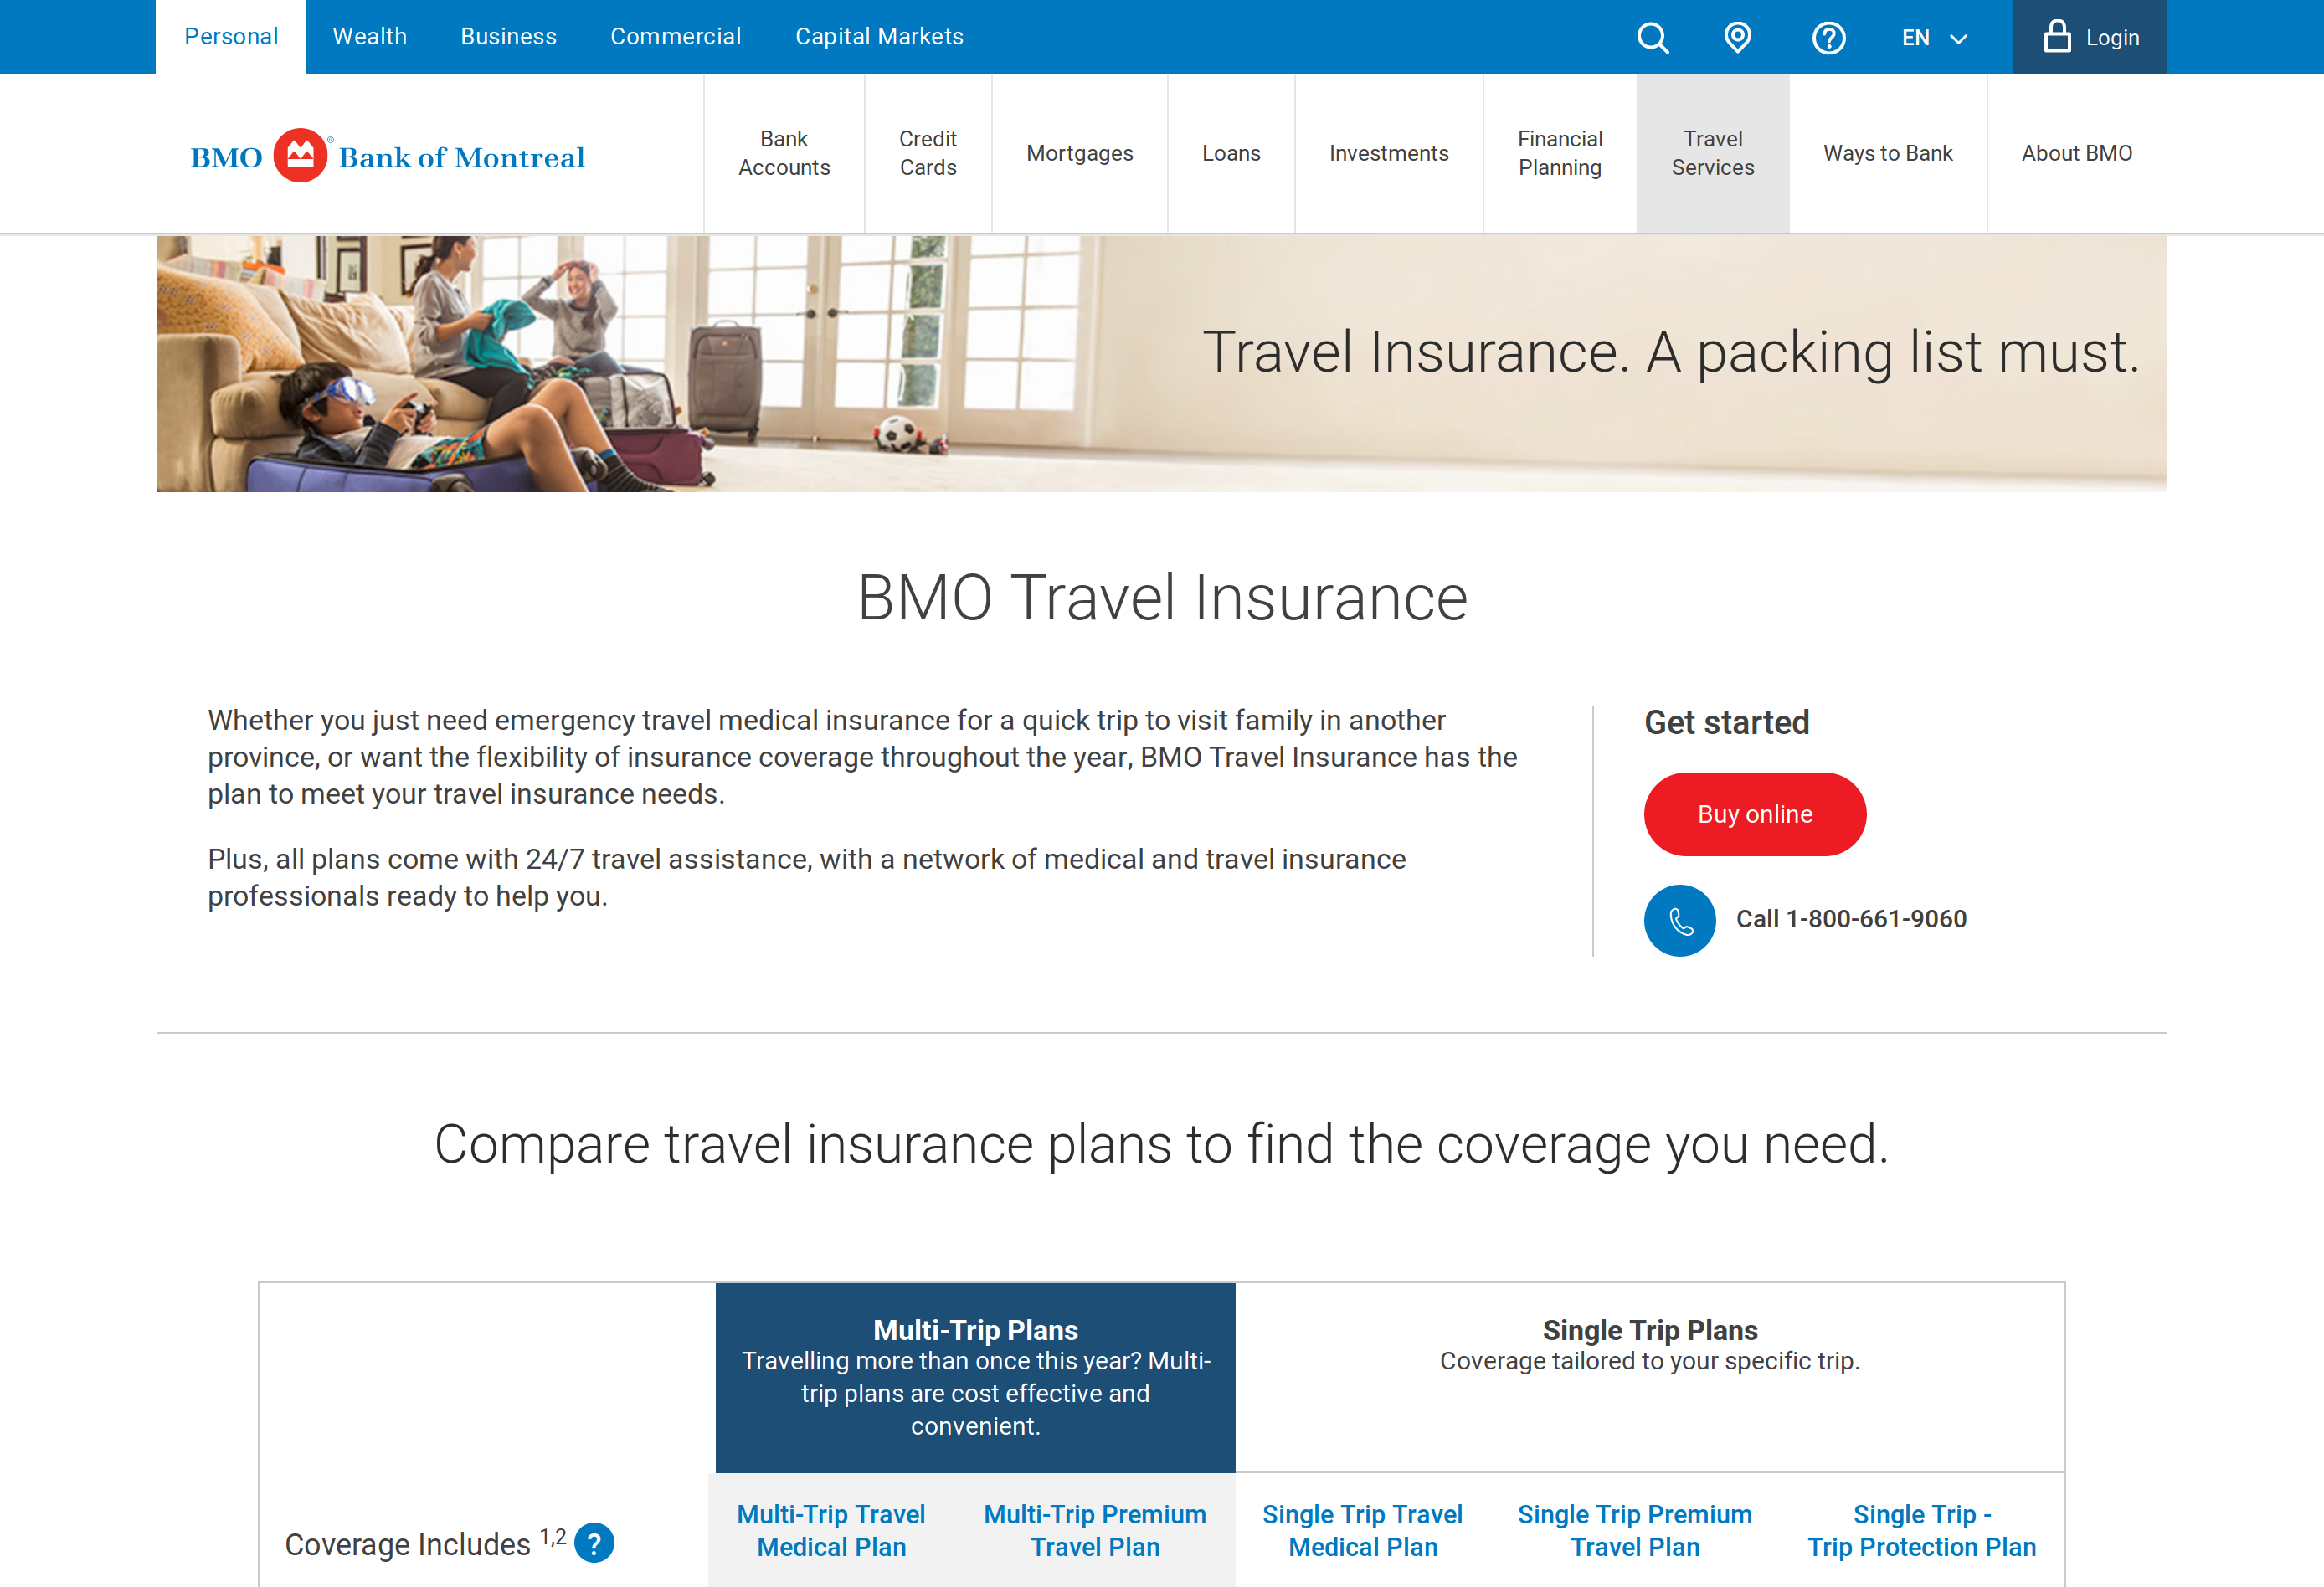 Personal Wealth Business Commercial Capital Markets EN Login
BMO ® Bank of Montreal
Bank
Accounts
Credit
Cards
Mortgages
Loans
Investments
Financial
Planning
Travel
Services
Ways to Bank
About BMO
Travel Insurance. A packing list must.
BMO Travel Insurance
Whether you just need emergency travel medical insurance for a quick trip to visit family in another
province, or want the flexibility of insurance coverage throughout the year, BMO Travel Insurance has the
plan to meet your travel insurance needs.
Plus, all plans come with 24/7 travel assistance, with a network of medical and travel insurance
professionals ready to help you.
Get started
Buy online
Call 1-800-661-9060
Compare travel insurance plans to find the coverage you need.
Multi-Trip Plans
Travelling more than once this year? Multi-
trip plans are cost effective and
convenient.
Single Trip Plans
Coverage tailored to your specific trip.
Coverage Includes 1,2 ?
Multi-Trip Travel
Medical Plan
Multi-Trip Premium
Travel Plan
Single Trip Travel
Medical Plan
Single Trip Premium
Travel Plan
Single Trip -
Trip Protection Plan